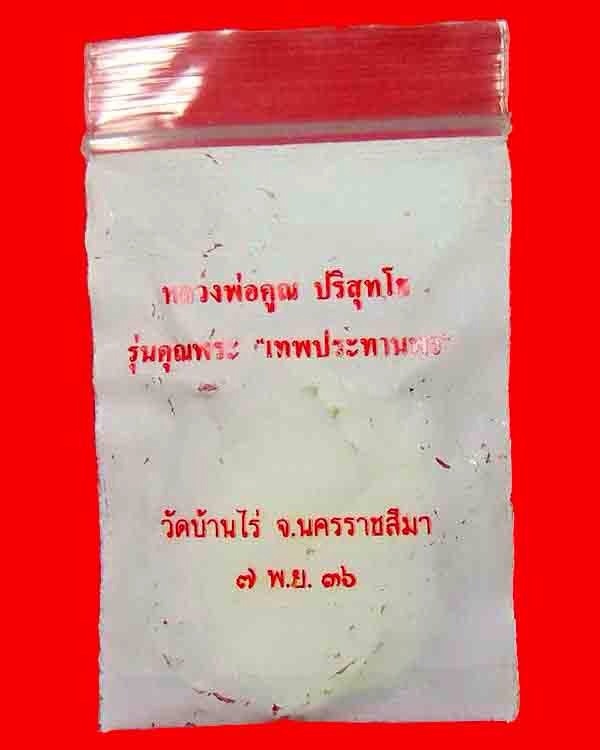 หลวงพ่อคูณ ปริสุทโธ
รุ่นคุณพระ "เทพประทานพร"
วัดบ้านไร่ จ.นครราชสีมา
๗ พ.ย. ๓๖